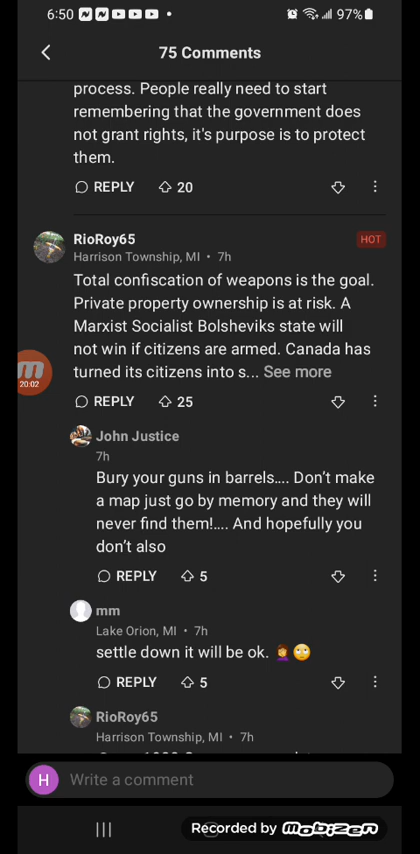 6:50
97%
75 Comments
process. People really need to start
remembering that the government does
not grant rights, it's purpose is to protect
them.
REPLY 20
RioRoy65
HOT
Harrison Township, MI • 7h
Total confiscation of weapons is the goal.
Private property ownership is at risk. A
Marxist Socialist Bolsheviks state will
not win if citizens are armed. Canada has
turned its citizens into s... See more
20:02
REPLY 25
John Justice
7h
Bury your guns in barrels.... Don’t make
a map just go by memory and they will
never find them!.... And hopefully you
don’t also
REPLY 5
mm
Lake Orion, MI • 7h
settle down it will be ok. 🤦‍♀️🙄
REPLY 5
RioRoy65
Harrison Township, MI • 7h
H Write a comment
Recorded by mobizen